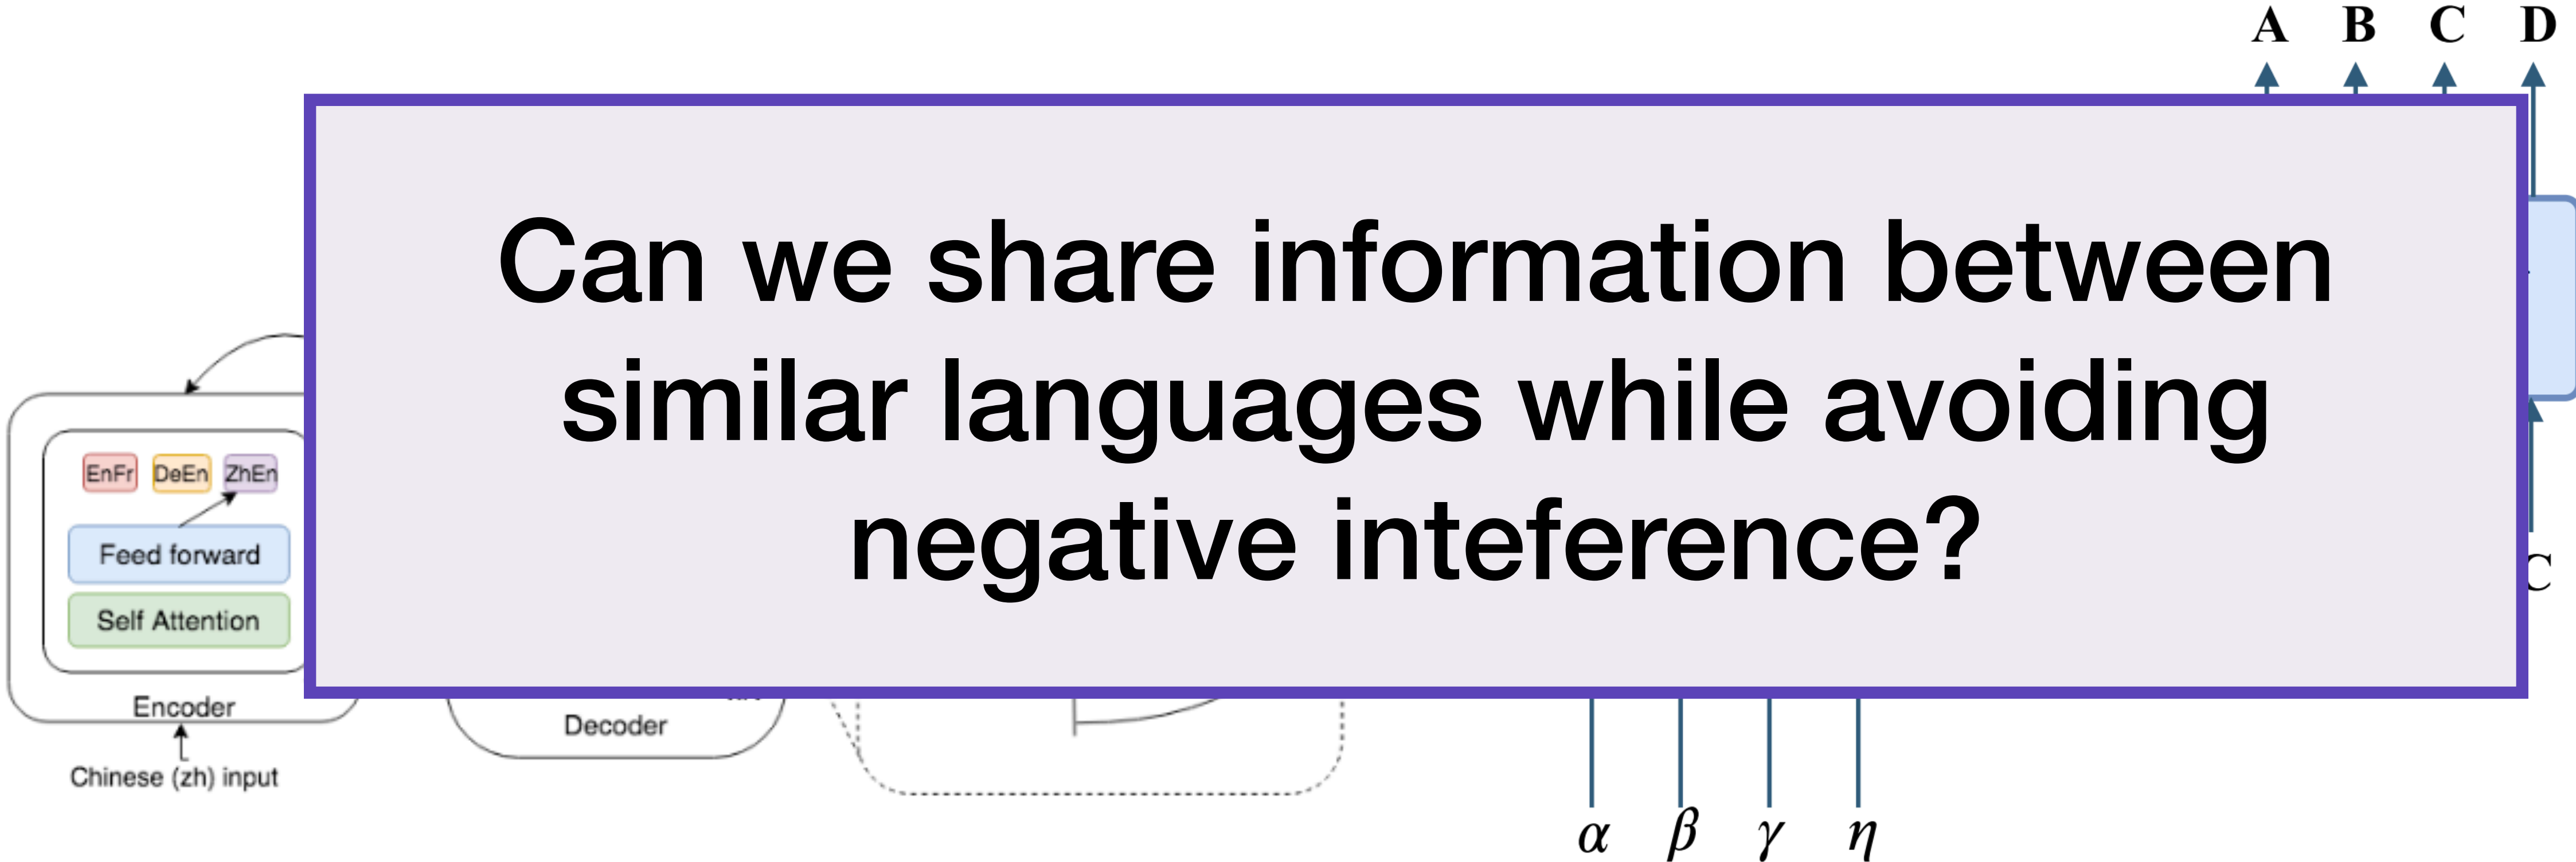 A B C D
Can we share information between
similar languages while avoiding
negative inteference?
EnFr DeEn ZhEn
Feed forward
Self Attention
Encoder
Chinese (zh) input
Decoder
C
α β γ η